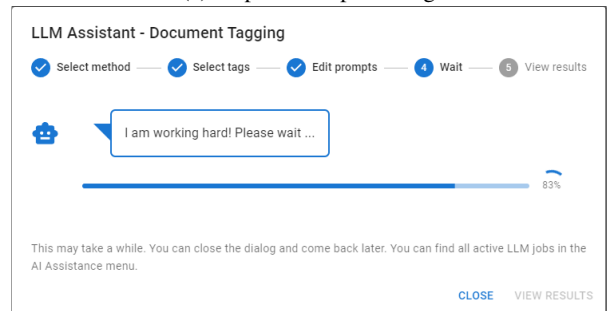 LLM Assistant - Document Tagging
Select method
Select tags
Edit prompts
4 Wait
5 View results
I am working hard! Please wait ...
83%
This may take a while. You can close the dialog and come back later. You can find all active LLM jobs in the
AI Assistance menu.
CLOSE VIEW RESULTS